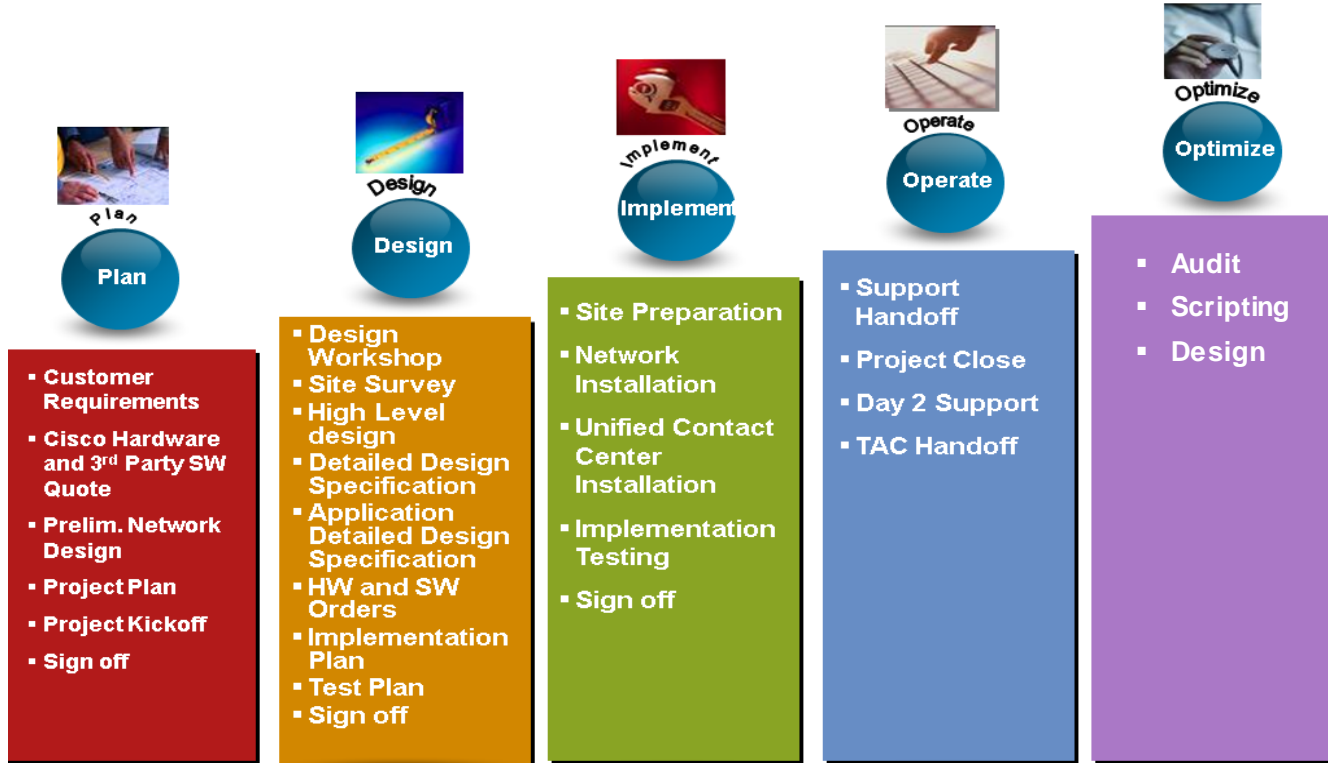 Plan
Plan
▪ Customer
Requirements
▪ Cisco Hardware
and 3rd Party SW
Quote
▪ Prelim. Network
Design
▪ Project Plan
▪ Project Kickoff
▪ Sign off
Design
Design
▪ Design
Workshop
▪ Site Survey
▪ High Level
design
▪ Detailed Design
Specification
▪ Application
Detailed Design
Specification
▪ HW and SW
Orders
▪ Implementation
Plan
▪ Test Plan
▪ Sign off
Implement
Implement
▪ Site Preparation
▪ Network
Installation
▪ Unified Contact
Center
Installation
▪ Implementation
Testing
▪ Sign off
Operate
Operate
▪ Support
Handoff
▪ Project Close
▪ Day 2 Support
▪ TAC Handoff
Optimize
Optimize
▪ Audit
▪ Scripting
▪ Design